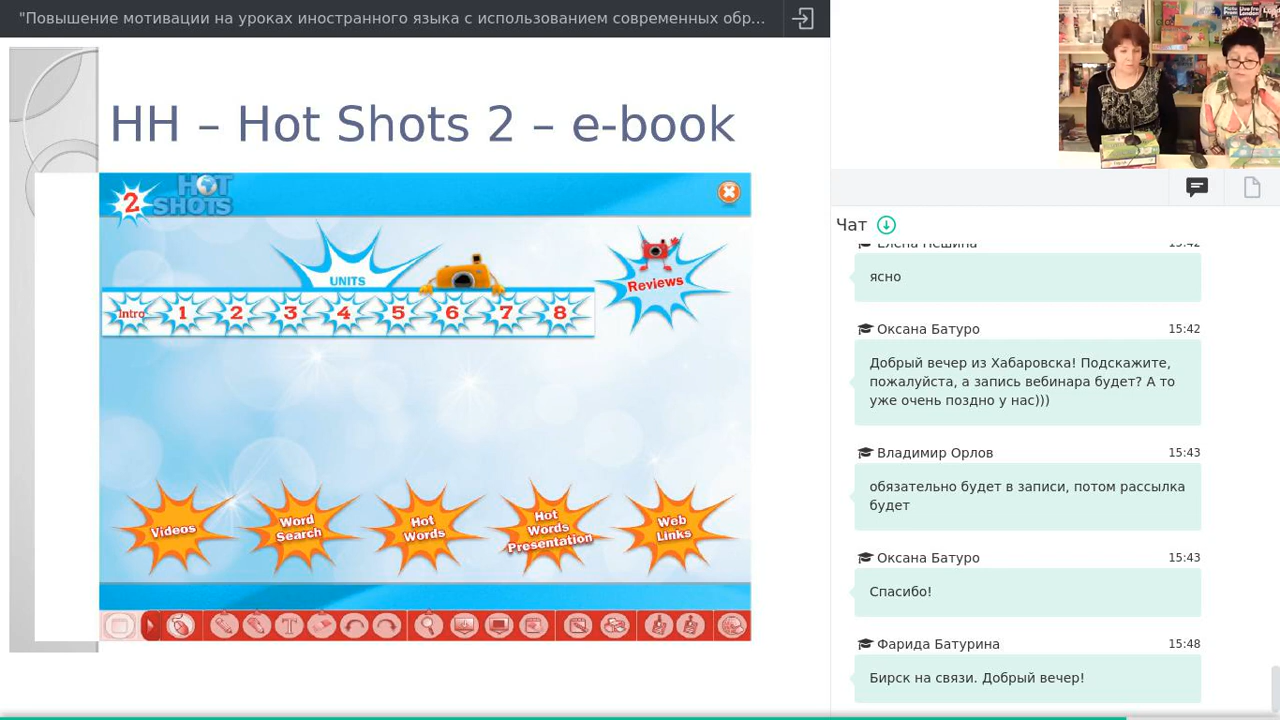 "Повышение мотивации на уроках иностранного языка с использованием современных обр...
HH – Hot Shots 2 – e-book
2
HOT
SHOTS
UNITS
Intro 1 2 3 4 5 6 7 8
Reviews
Videos
Word
Search
Hot
Words
Hot
Words
Presentation
Web
Links
T
Чат
Елена Пешина 15:42
ясно
Оксана Батуро 15:42
Добрый вечер из Хабаровска! Подскажите,
пожалуйста, а запись вебинара будет? А то
уже очень поздно у нас)))
Владимир Орлов 15:43
обязательно будет в записи, потом рассылка
будет
Оксана Батуро 15:43
Спасибо!
Фарида Батурина 15:48
Бирск на связи. Добрый вечер!